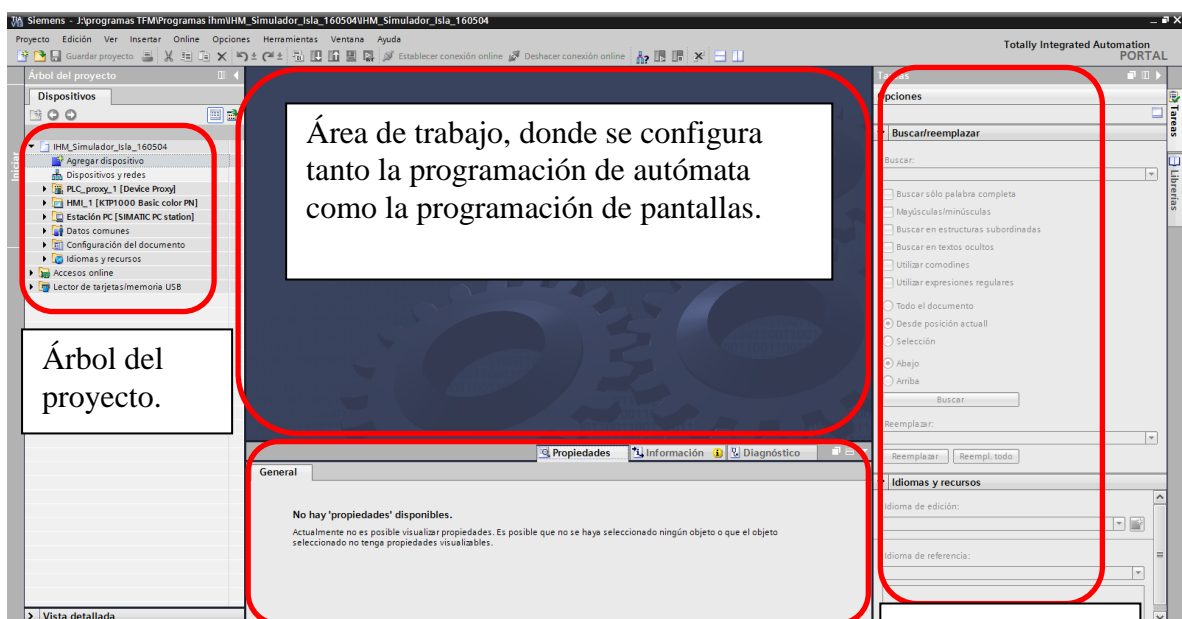 Siemens - J:\programas TFM\Programas ihm\IHM_Simulador_Isla_160504\IHM_Simulador_Isla_160504
Proyecto Edición Ver Insertar Online Opciones Herramientas Ventana Ayuda
Totally Integrated Automation
PORTAL
Guardar proyecto Establecer conexión online Deshacer conexión online
Árbol del proyecto
Dispositivos
Iniciar
IHM_Simulador_Isla_160504
Agregar dispositivo
Dispositivos y redes
PLC_proxy_1 [Device Proxy]
HMI_1 [KTP1000 Basic color PN]
Estación PC [SIMATIC PC station]
Datos comunes
Configuración del documento
Idiomas y recursos
Accesos online
Lector de tarjetas/memoria USB
Árbol del
proyecto.
Vista detallada
Área de trabajo, donde se configura
tanto la programación de autómata
como la programación de pantallas.
Propiedades Información Diagnóstico
General
No hay 'propiedades' disponibles.
Actualmente no es posible visualizar propiedades. Es posible que no se haya seleccionado ningún objeto o que el objeto
seleccionado no tenga propiedades visualizables.
Tareas
Opciones
Buscar/reemplazar
Buscar:
Buscar sólo palabra completa
Mayúsculas/minúsculas
Buscar en estructuras subordinadas
Buscar en textos ocultos
Utilizar comodines
Utilizar expresiones regulares
Todo el documento
Desde posición actuall
Selección
Abajo
Arriba
Buscar
Reemplazar:
Reemplazar Reempl. todo
Idiomas y recursos
Idioma de edición:
Idioma de referencia:
Tareas
Librerías